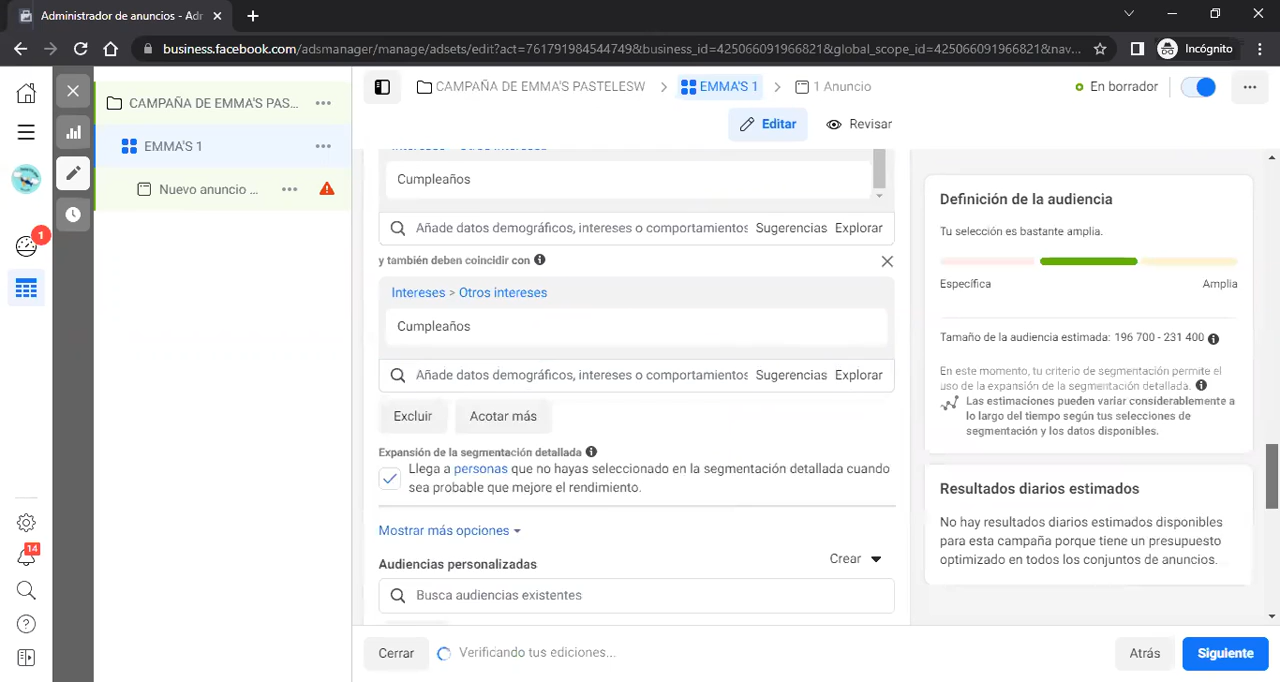 Administrador de anuncios - Adr
business.facebook.com/adsmanager/manage/adsets/edit?act=761791984544749&business_id=425066091966821&global_scope_id=425066091966821&nav...
Incógnito
CAMPAÑA DE EMMA'S PAS...
EMMA'S 1
Nuevo anuncio ...
1
14
CAMPAÑA DE EMMA'S PASTELESW
EMMA'S 1
1 Anuncio
En borrador
Editar
Revisar
Intereses > Otros intereses
Cumpleaños
Añade datos demográficos, intereses o comportamientos Sugerencias Explorar
y también deben coincidir con
Intereses > Otros intereses
Cumpleaños
Añade datos demográficos, intereses o comportamientos Sugerencias Explorar
Excluir
Acotar más
Expansión de la segmentación detallada
Llega a personas que no hayas seleccionado en la segmentación detallada cuando
sea probable que mejore el rendimiento.
Mostrar más opciones
Audiencias personalizadas
Crear
Busca audiencias existentes
Definición de la audiencia
Tu selección es bastante amplia.
Específica
Amplia
Tamaño de la audiencia estimada: 196 700 - 231 400
En este momento, tu criterio de segmentación permite el
uso de la expansión de la segmentación detallada.
Las estimaciones pueden variar considerablemente a
lo largo del tiempo según tus selecciones de
segmentación y los datos disponibles.
Resultados diarios estimados
No hay resultados diarios estimados disponibles
para esta campaña porque tiene un presupuesto
optimizado en todos los conjuntos de anuncios.
Cerrar
Verificando tus ediciones...
Atrás
Siguiente